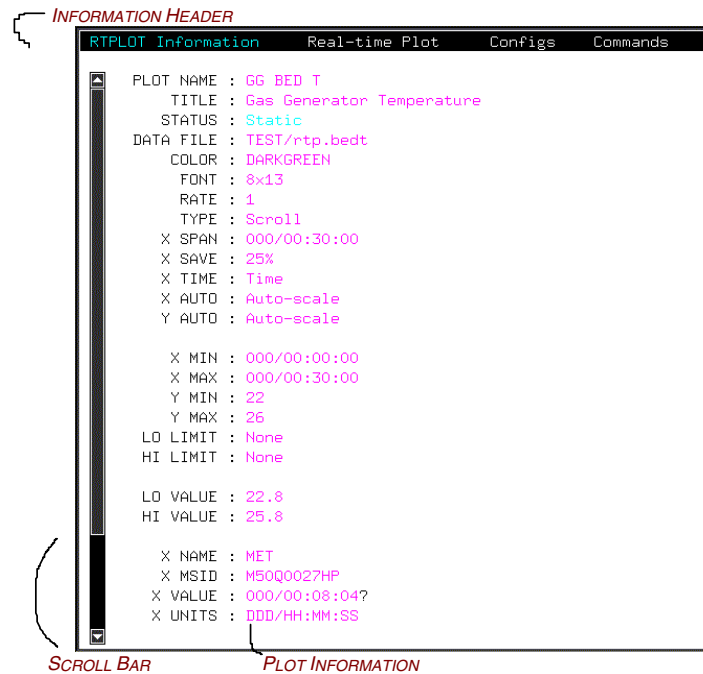 INFORMATION HEADER
RTPLOT Information Real-time Plot Configs Commands
PLOT NAME : GG BED T
TITLE : Gas Generator Temperature
STATUS : Static
DATA FILE : TEST/rtp.bedt
COLOR : DARKGREEN
FONT : 8x13
RATE : 1
TYPE : Scroll
X SPAN : 000/00:30:00
X SAVE : 25%
X TIME : Time
X AUTO : Auto-scale
Y AUTO : Auto-scale
X MIN : 000/00:00:00
X MAX : 000/00:30:00
Y MIN : 22
Y MAX : 26
LO LIMIT : None
HI LIMIT : None
LO VALUE : 22.8
HI VALUE : 25.8
X NAME : MET
X MSID : M50Q0027HP
X VALUE : 000/00:08:04?
X UNITS : DDD/HH:MM:SS
SCROLL BAR PLOT INFORMATION